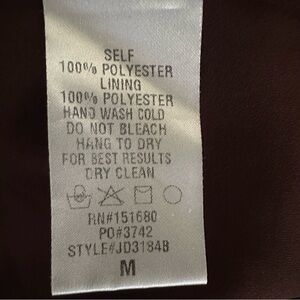 SELF
100% POLYESTER
LINING
100% POLYESTER
HAND WASH COLD
DO NOT BLEACH
HANG TO DRY
FOR BEST RESULTS
DRY CLEAN
RN#151680
PO#3742
STYLE#JD3184B
M